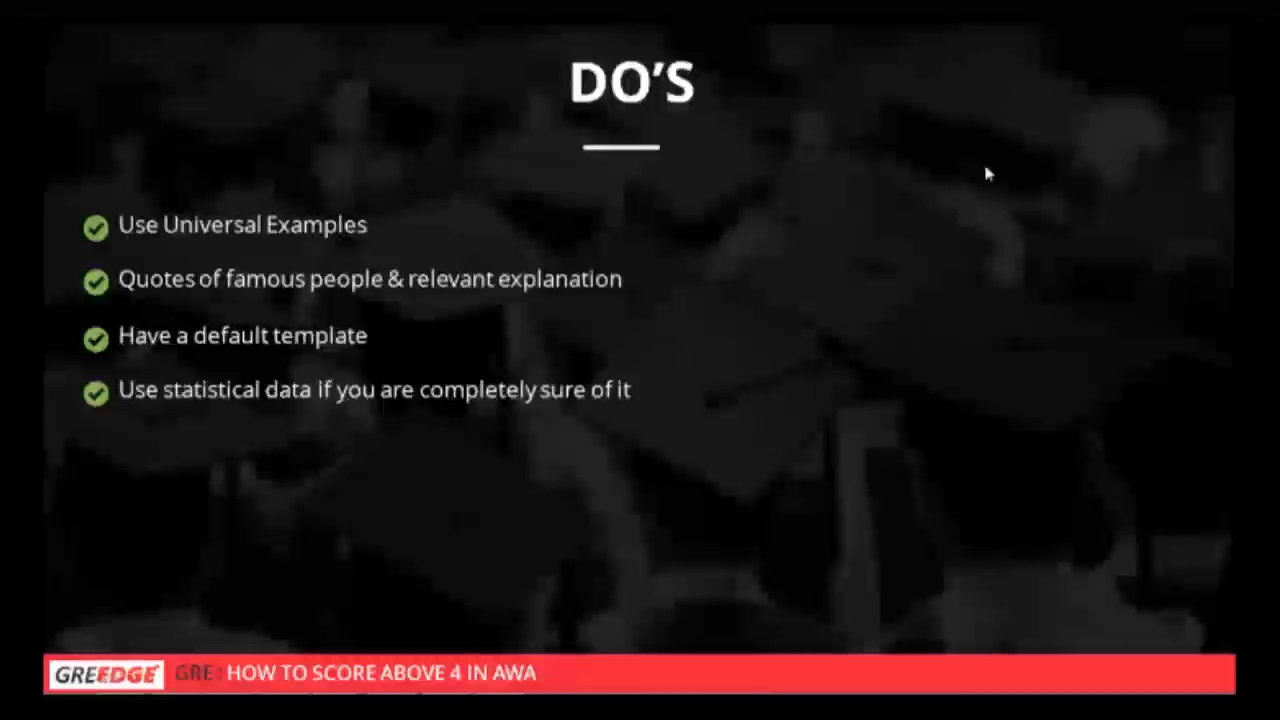 DO'S
Use Universal Examples
Quotes of famous people & relevant explanation
Have a default template
Use statistical data if you are completely sure of it
GREEDGE GRE : HOW TO SCORE ABOVE 4 IN AWA